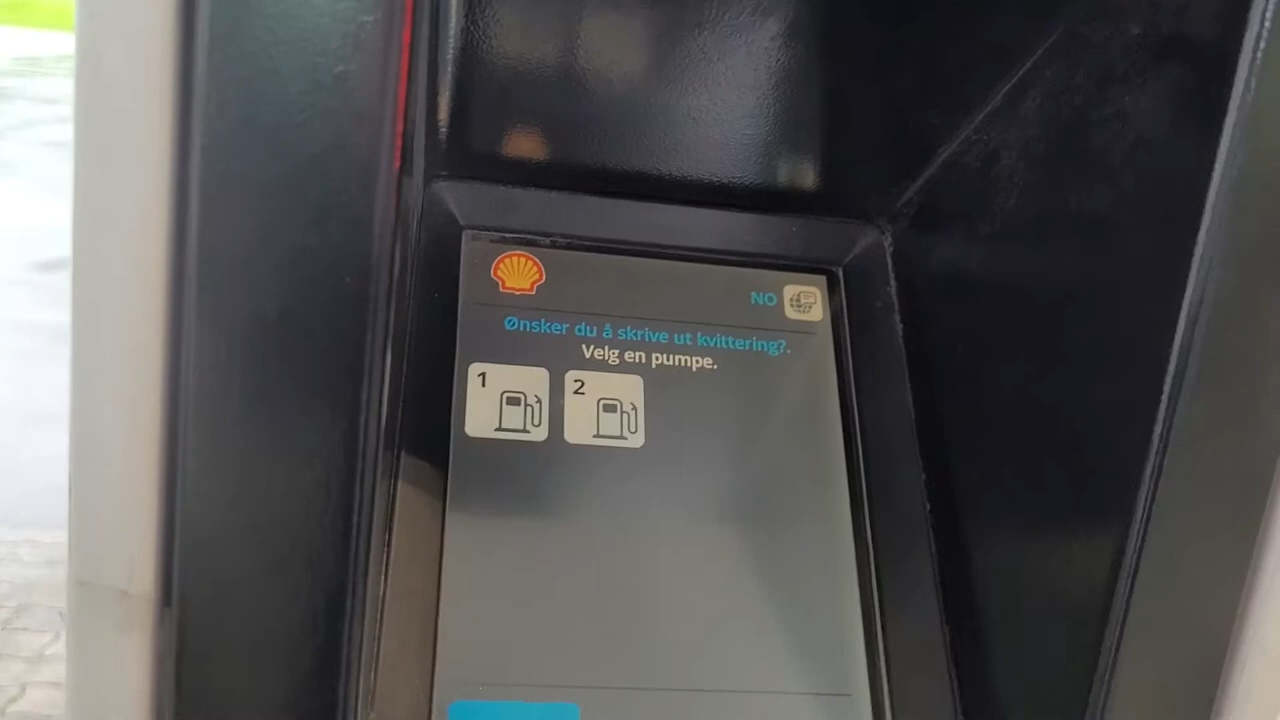 NO
Ønsker du å skrive ut kvittering?.
Velg en pumpe.
1
2